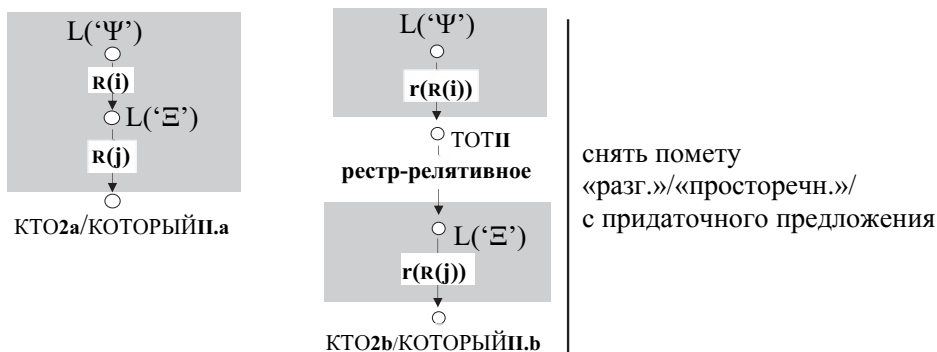 L(‘Ψ’)
R(i)
L(‘Ξ’)
R(j)
КТО2a/КОТОРЫЙII.a
L(‘Ψ’)
r(R(i))
ТОТII
рестр-релятивное
L(‘Ξ’)
r(R(j))
КТО2b/КОТОРЫЙII.b
снять помету
«разг.»/«просторечн.»/
с придаточного предложения